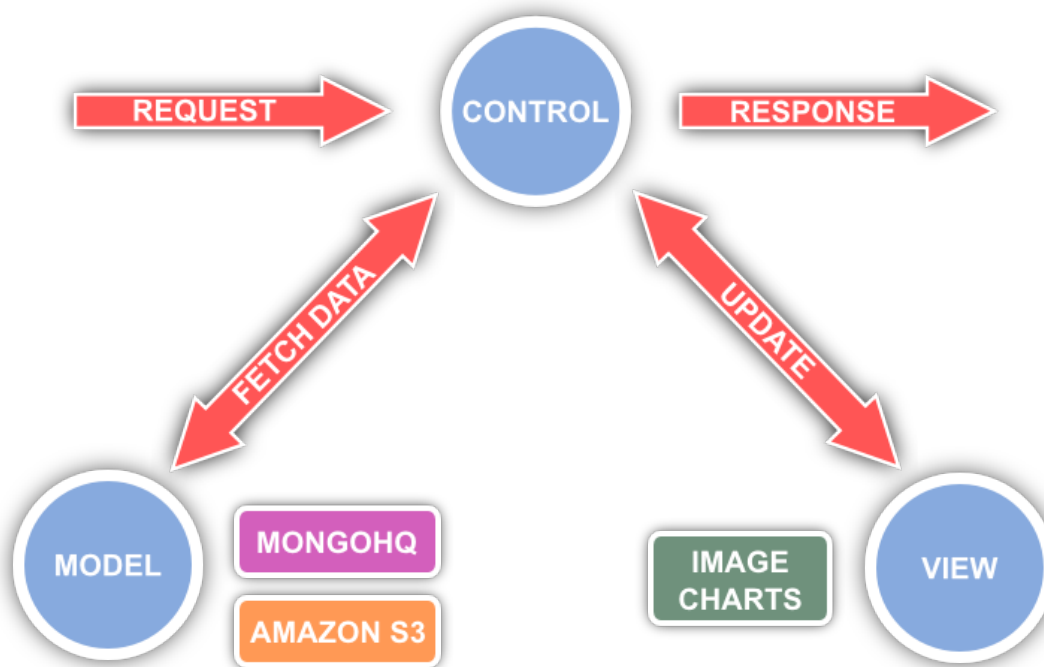 REQUEST
CONTROL
RESPONSE
FETCH DATA
UPDATE
MODEL
MONGOHQ
AMAZON S3
IMAGE
CHARTS
VIEW